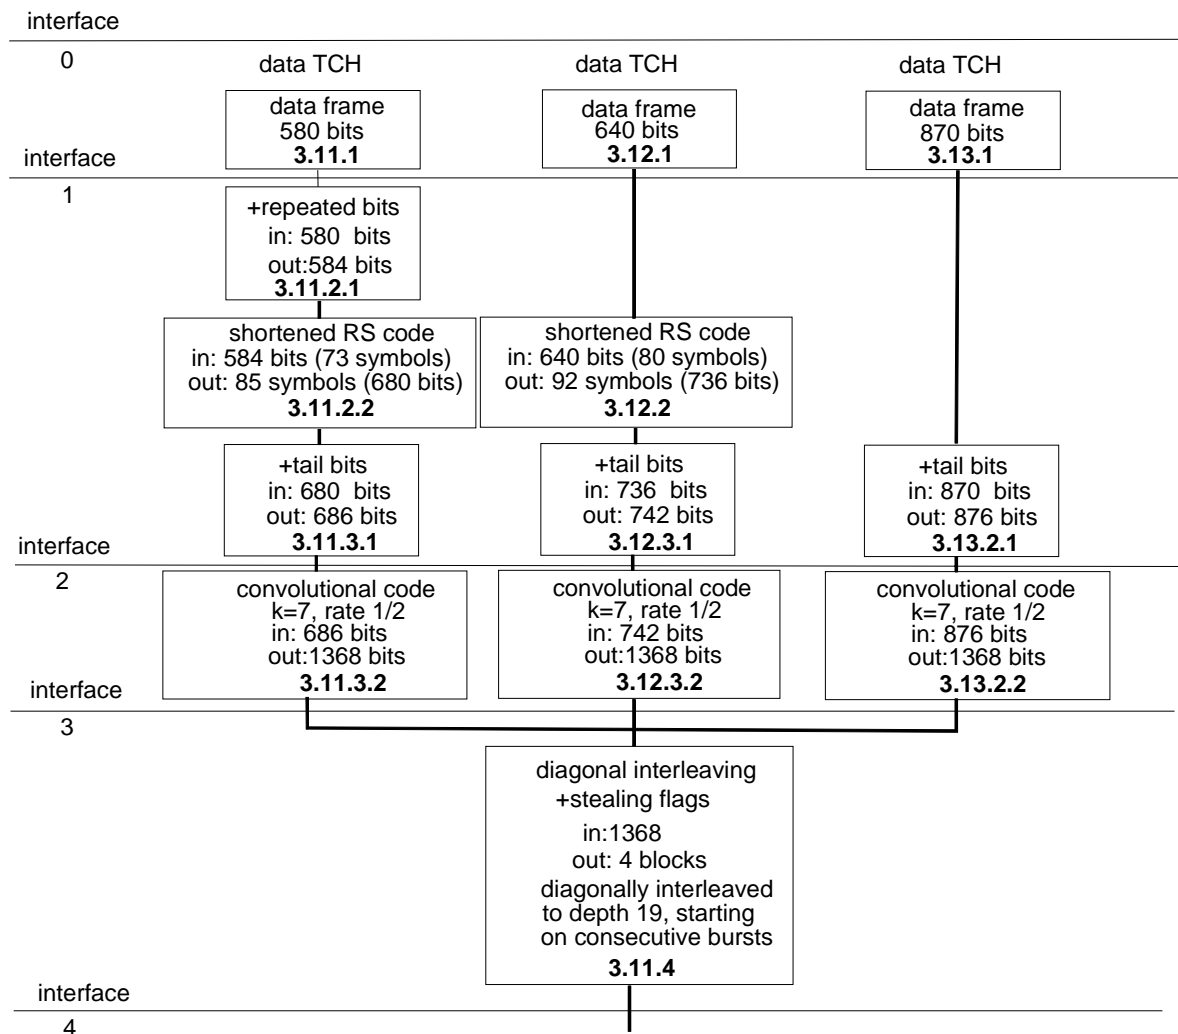 interface
0
data TCH
data TCH
data TCH
data frame
580 bits
3.11.1
data frame
640 bits
3.12.1
data frame
870 bits
3.13.1
interface
1
+repeated bits
in: 580 bits
out:584 bits
3.11.2.1
shortened RS code
in: 584 bits (73 symbols)
out: 85 symbols (680 bits)
3.11.2.2
shortened RS code
in: 640 bits (80 symbols)
out: 92 symbols (736 bits)
3.12.2
+tail bits
in: 680 bits
out: 686 bits
3.11.3.1
+tail bits
in: 736 bits
out: 742 bits
3.12.3.1
+tail bits
in: 870 bits
out: 876 bits
3.13.2.1
interface
2
convolutional code
k=7, rate 1/2
in: 686 bits
out:1368 bits
3.11.3.2
convolutional code
k=7, rate 1/2
in: 742 bits
out:1368 bits
3.12.3.2
convolutional code
k=7, rate 1/2
in: 876 bits
out:1368 bits
3.13.2.2
interface
3
diagonal interleaving
+stealing flags
in:1368
out: 4 blocks
diagonally interleaved
to depth 19, starting
on consecutive bursts
3.11.4
interface
4